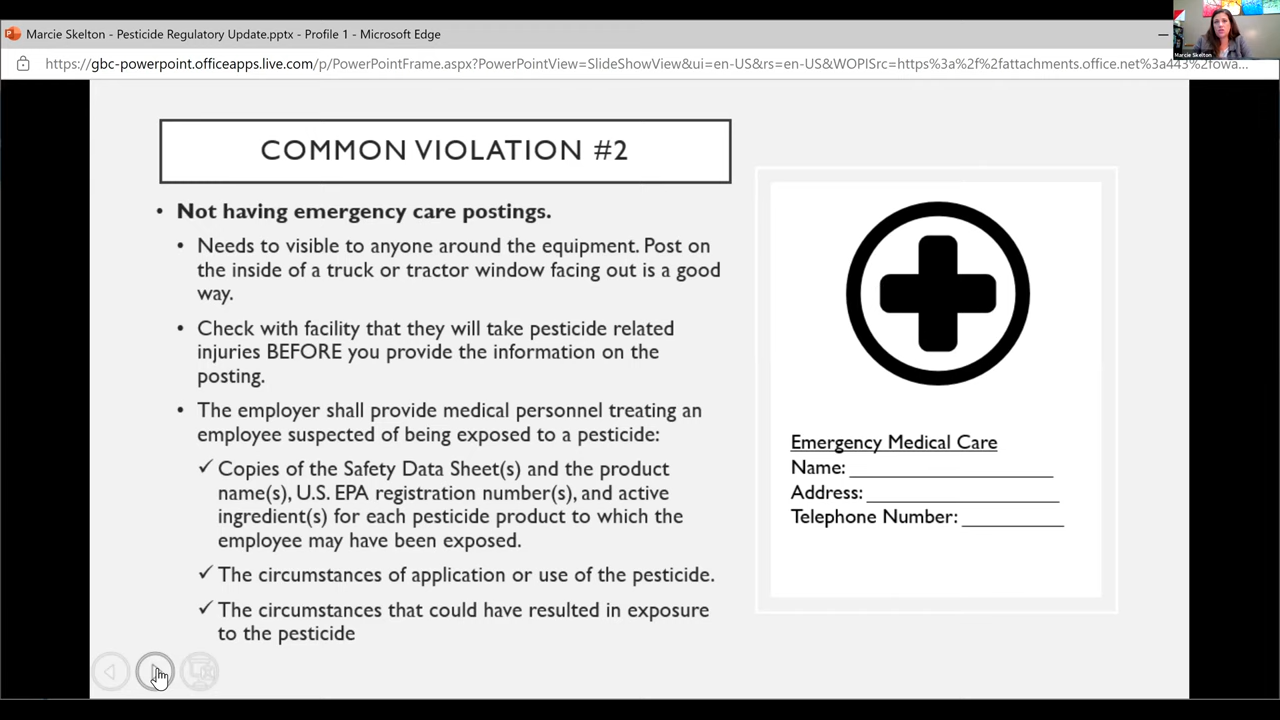 Marcie Skelton - Pesticide Regulatory Update.pptx - Profile 1 - Microsoft Edge
https://gbc-powerpoint.officeapps.live.com/p/PowerPointFrame.aspx?PowerPointView=SlideShowView&ui=en-US&rs=en-US&WOPISrc=https%3a%2f%2fattachments.office.net%3a443%2fowa...
Marcie Skelton
COMMON VIOLATION #2
• Not having emergency care postings.
• Needs to visible to anyone around the equipment. Post on
the inside of a truck or tractor window facing out is a good
way.
• Check with facility that they will take pesticide related
injuries BEFORE you provide the information on the
posting.
• The employer shall provide medical personnel treating an
employee suspected of being exposed to a pesticide:
✓ Copies of the Safety Data Sheet(s) and the product
name(s), U.S. EPA registration number(s), and active
ingredient(s) for each pesticide product to which the
employee may have been exposed.
✓ The circumstances of application or use of the pesticide.
✓ The circumstances that could have resulted in exposure
to the pesticide
Emergency Medical Care
Name: ____________________
Address: ___________________
Telephone Number: __________